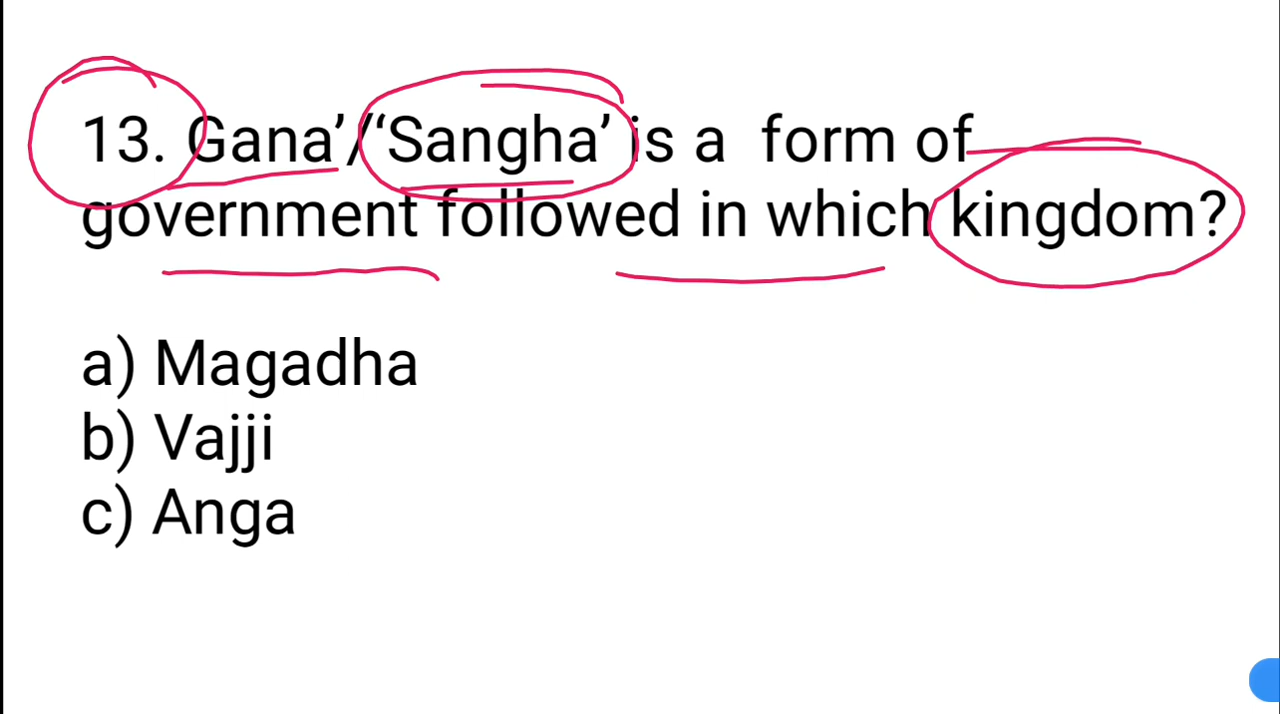 13. Gana’/‘Sangha’ is a form of
government followed in which kingdom?
a) Magadha
b) Vajji
c) Anga